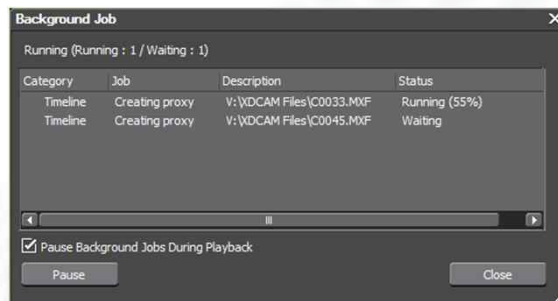 Background Job
Running (Running : 1 / Waiting : 1)
Category Job Description Status
Timeline Creating proxy V:\XDCAM Files\C0033.MXF Running (55%)
Timeline Creating proxy V:\XDCAM Files\C0045.MXF Waiting
Pause Background Jobs During Playback
Pause Close